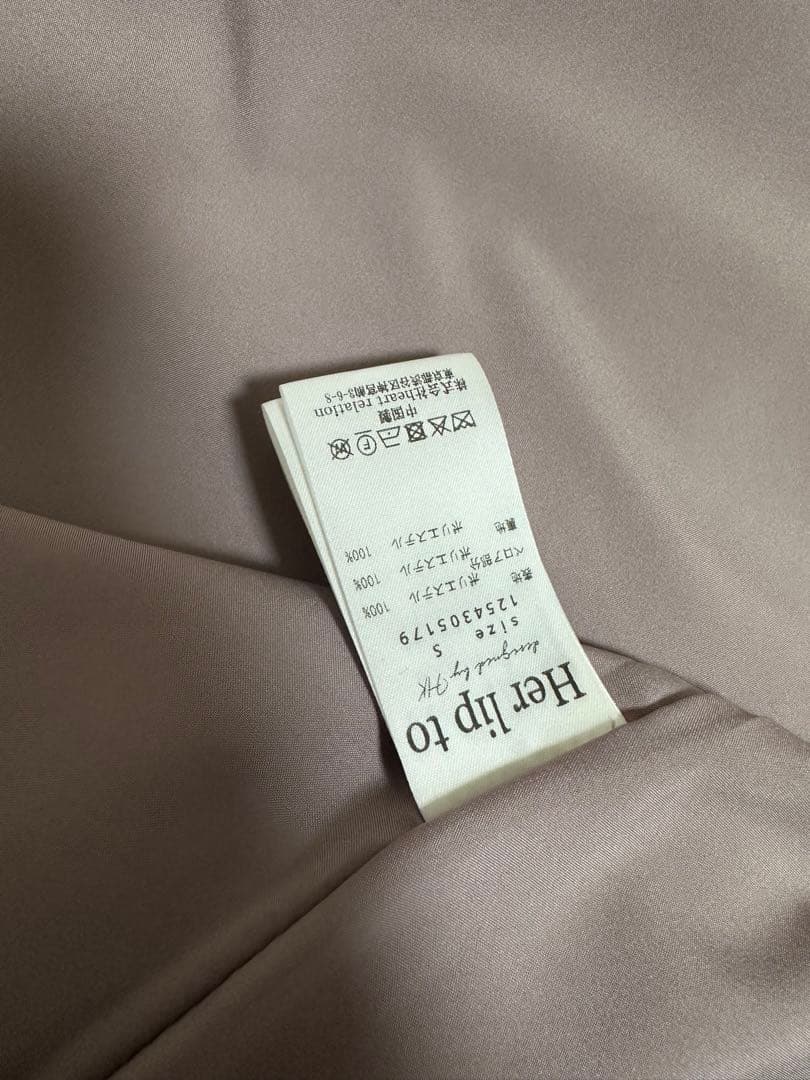 Her lip to
designed by HK
size S
1254305179
表地 ポリエステル 100%
ベロア部分 ポリエステル 100%
裏地 ポリエステル 100%
中国製
株式会社heart relation
東京都渋谷区神宮前3-6-8